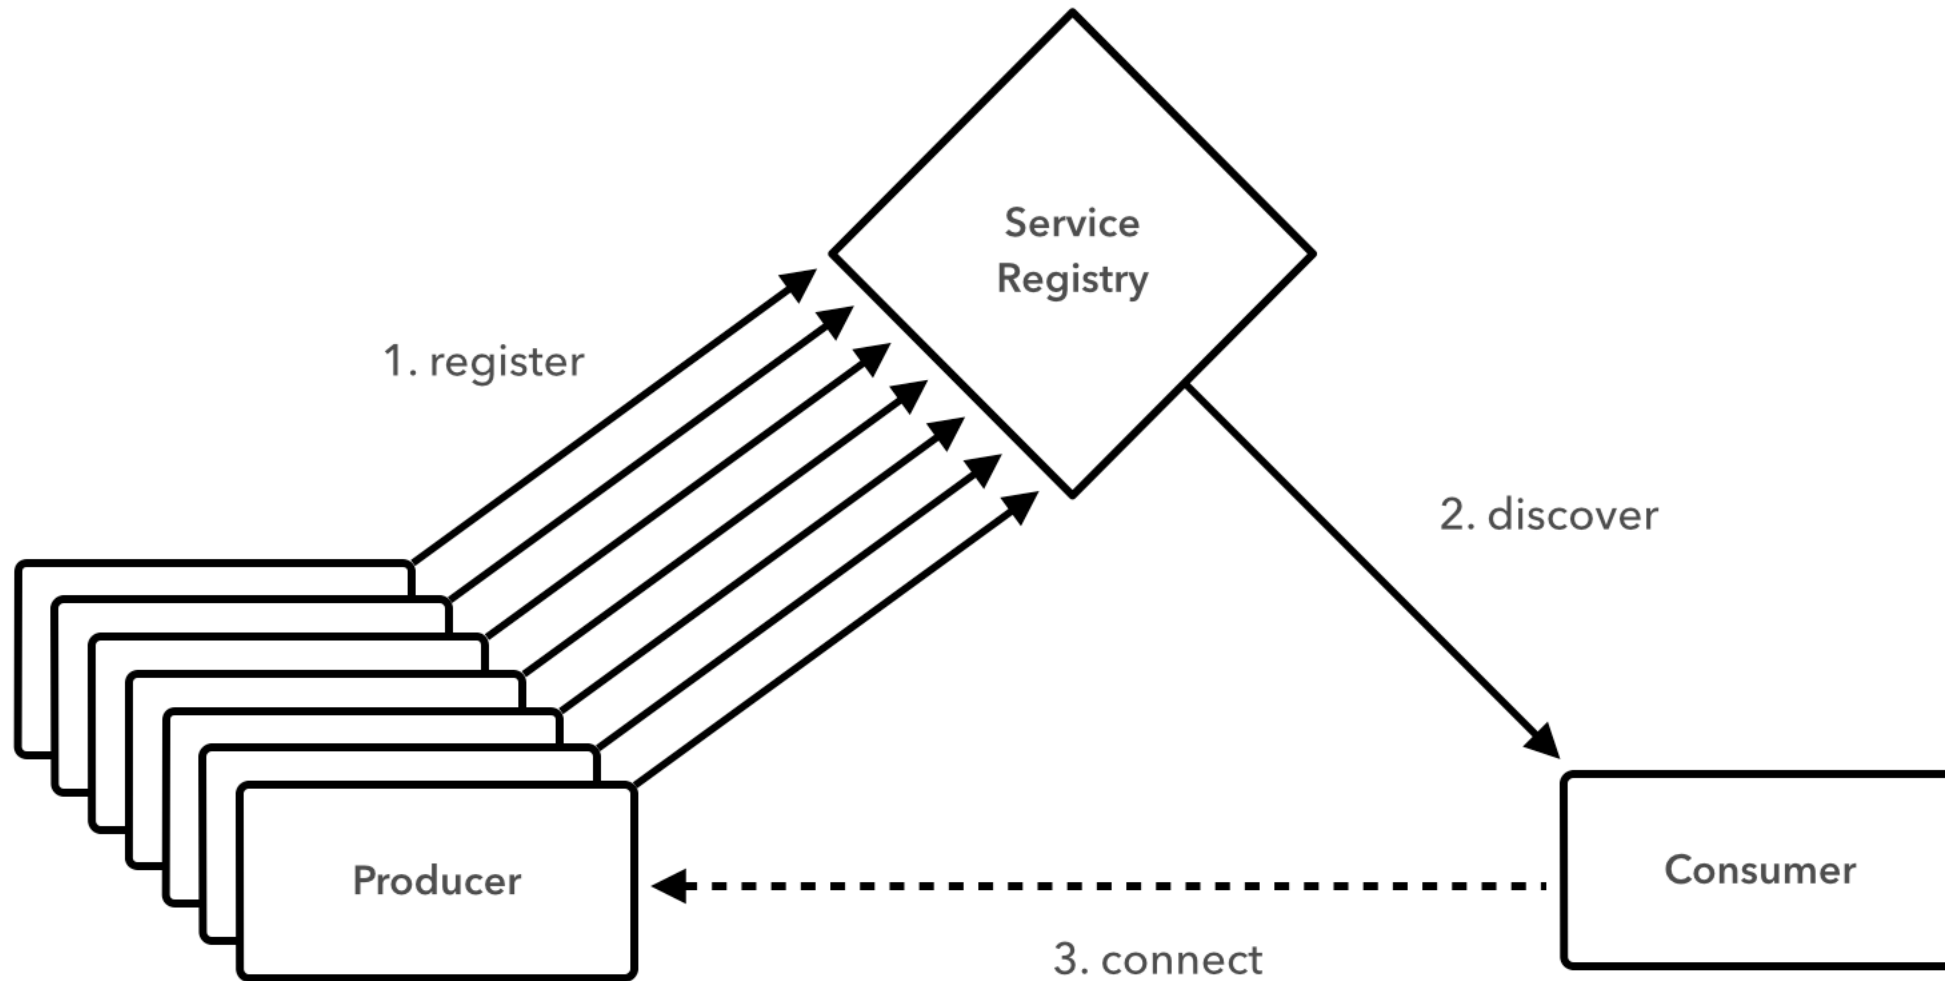 Service
Registry
1. register
2. discover
Producer
Consumer
3. connect